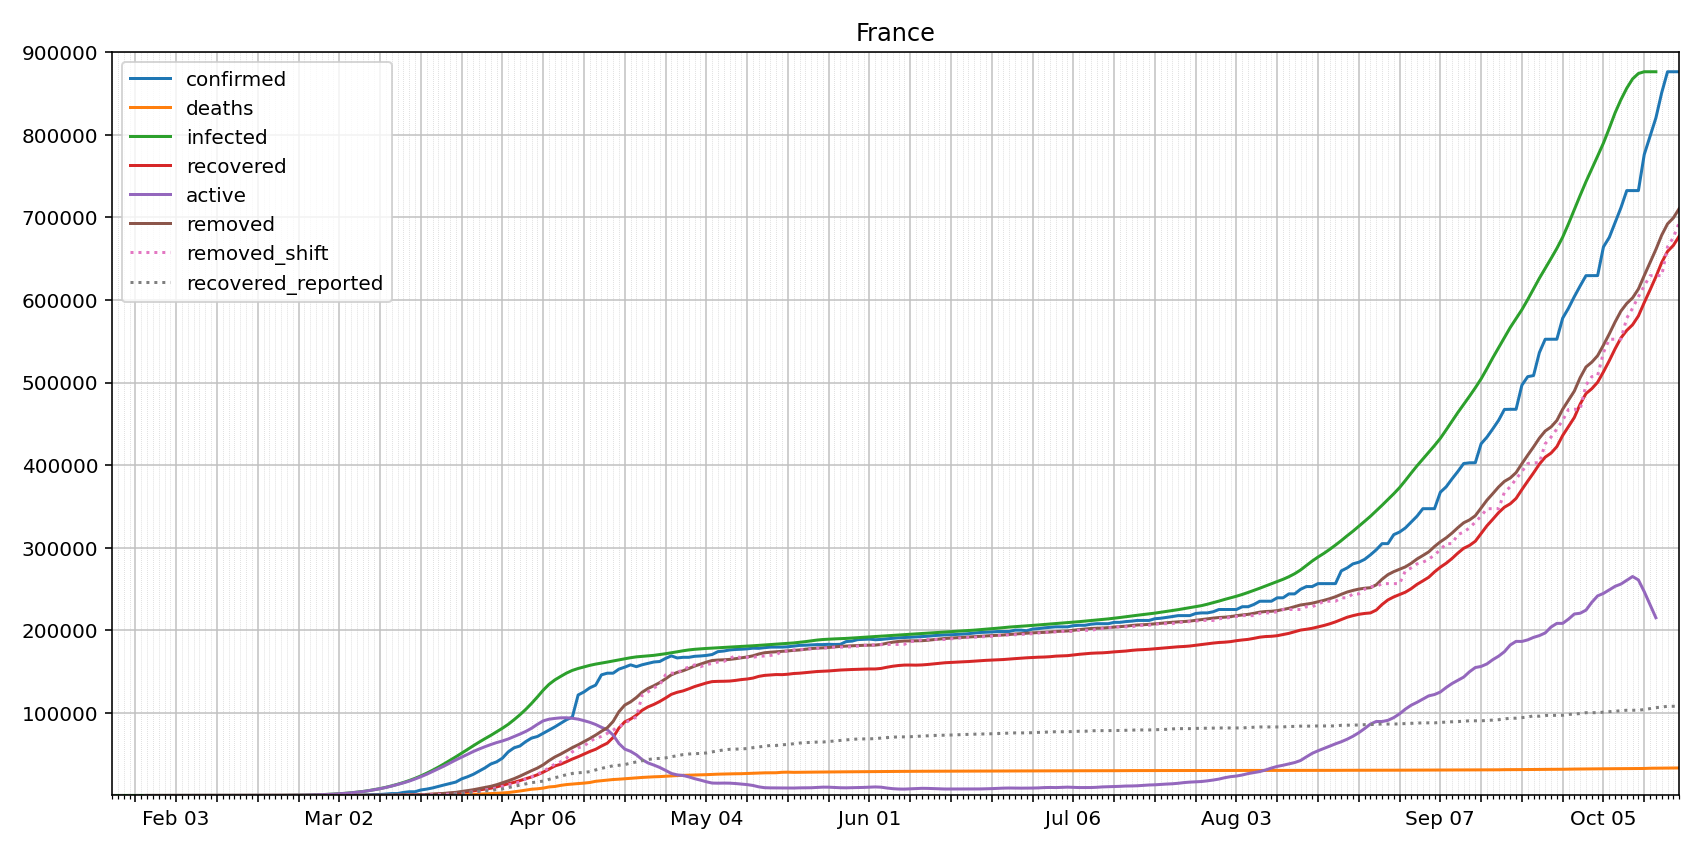 France
900000
800000
700000
600000
500000
400000
300000
200000
100000
confirmed
deaths
infected
recovered
active
removed
removed_shift
recovered_reported
Feb 03
Mar 02
Apr 06
May 04
Jun 01
Jul 06
Aug 03
Sep 07
Oct 05